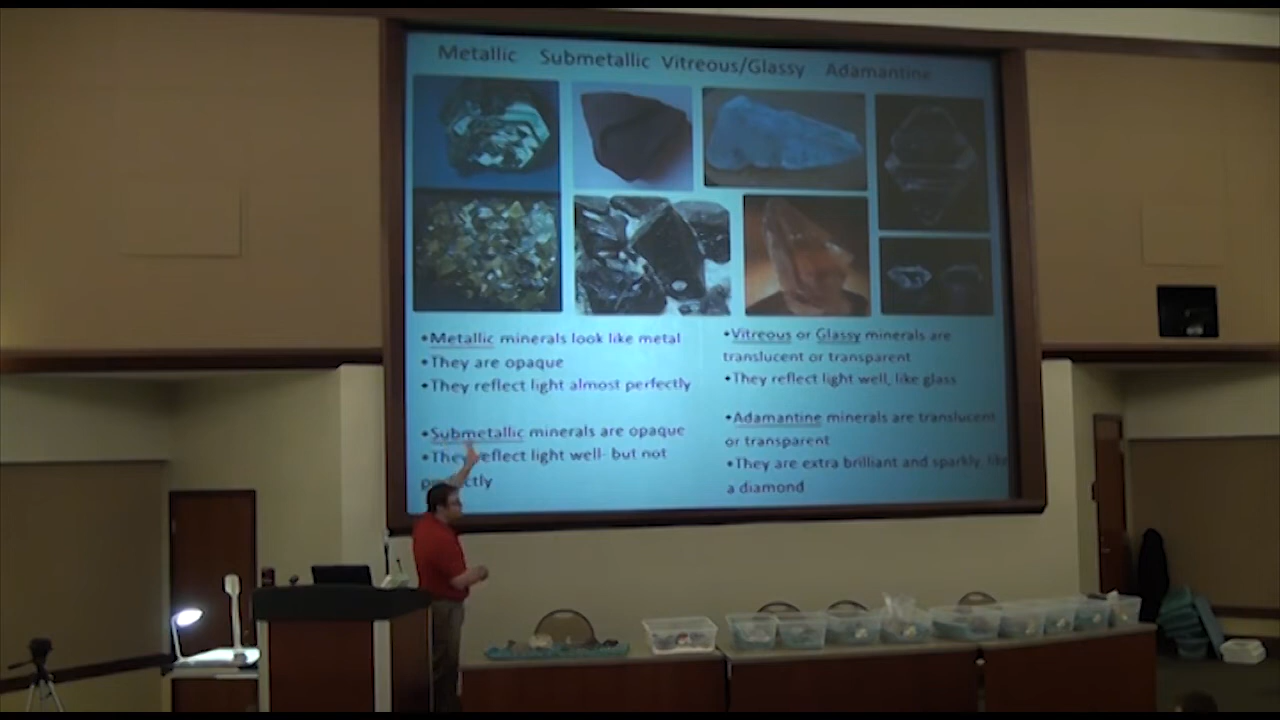 Metallic Submetallic Vitreous/Glassy Adamantine
•Metallic minerals look like metal
•They are opaque
•They reflect light almost perfectly
•Submetallic minerals are opaque
•They reflect light well- but not
•Vitreous or Glassy minerals are
translucent or transparent
•They reflect light well, like glass
•Adamantine minerals are translucent
or transparent
•They are extra brilliant and sparkly, like
a diamond